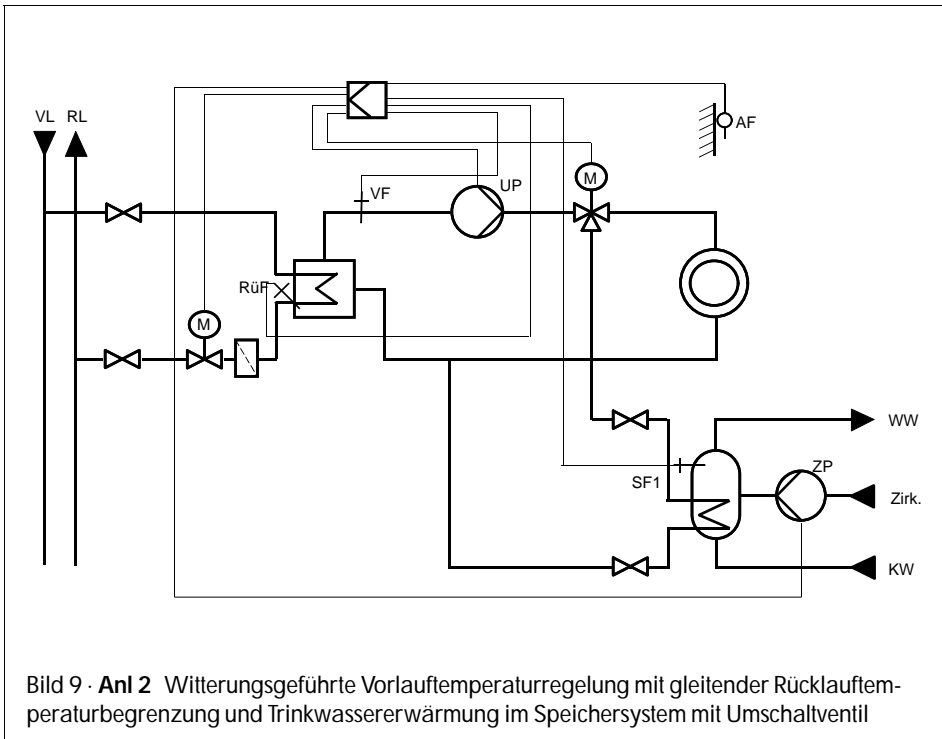 VL RL
AF
M
VF
UP
RüF
M
WW
ZP
SF1
Zirk.
KW
Bild 9 · Anl 2 Witterungsgeführte Vorlauftemperaturregelung mit gleitender Rücklauftem-
peraturbegrenzung und Trinkwassererwärmung im Speichersystem mit Umschaltventil